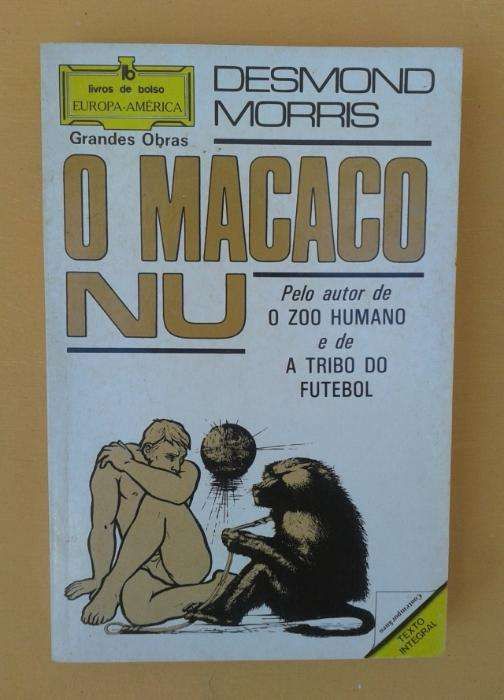 lb
livros de bolso
EUROPA-AMÉRICA
Grandes Obras
DESMOND
MORRIS
O MACACO
NU
Pelo autor de
O ZOO HUMANO
e de
A TRIBO DO
FUTEBOL
Contemporânea
TEXTO
INTEGRAL